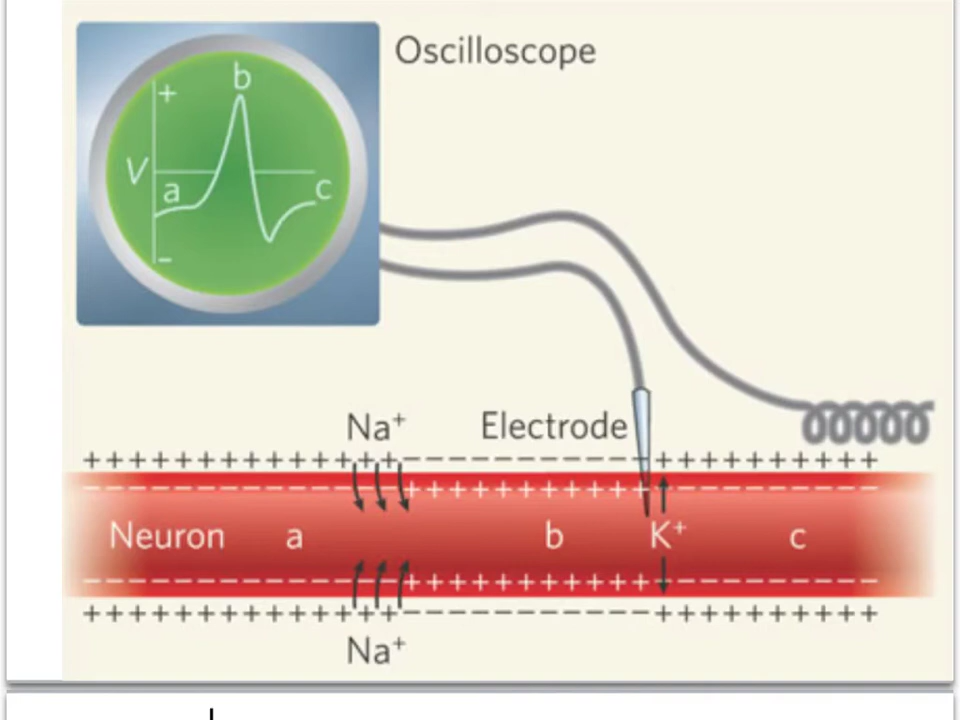 Oscilloscope
b
+
V
a
c
-
Na⁺
Electrode
+ + + + + + + + + + + + + + + + + − − − − − − − − − − − − − − − + + + + + + + + + + + +
− − − − − − − − − − − − − − − − + + + + + + + + + + + − − − − − − − − − − −
Neuron a b K⁺ c
− − − − − − − − − − − − − − − − + + + + + + + + + + + − − − − − − − − − − −
+ + + + + + + + + + + + + + + + + − − − − − − − − − − − − − − − + + + + + + + + + + + +
Na⁺